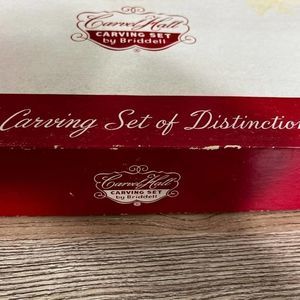 Carvel Hall
CARVING SET
by Briddell
®
Carving Set of Distinction
Carvel Hall
CARVING SET
by Briddell
®